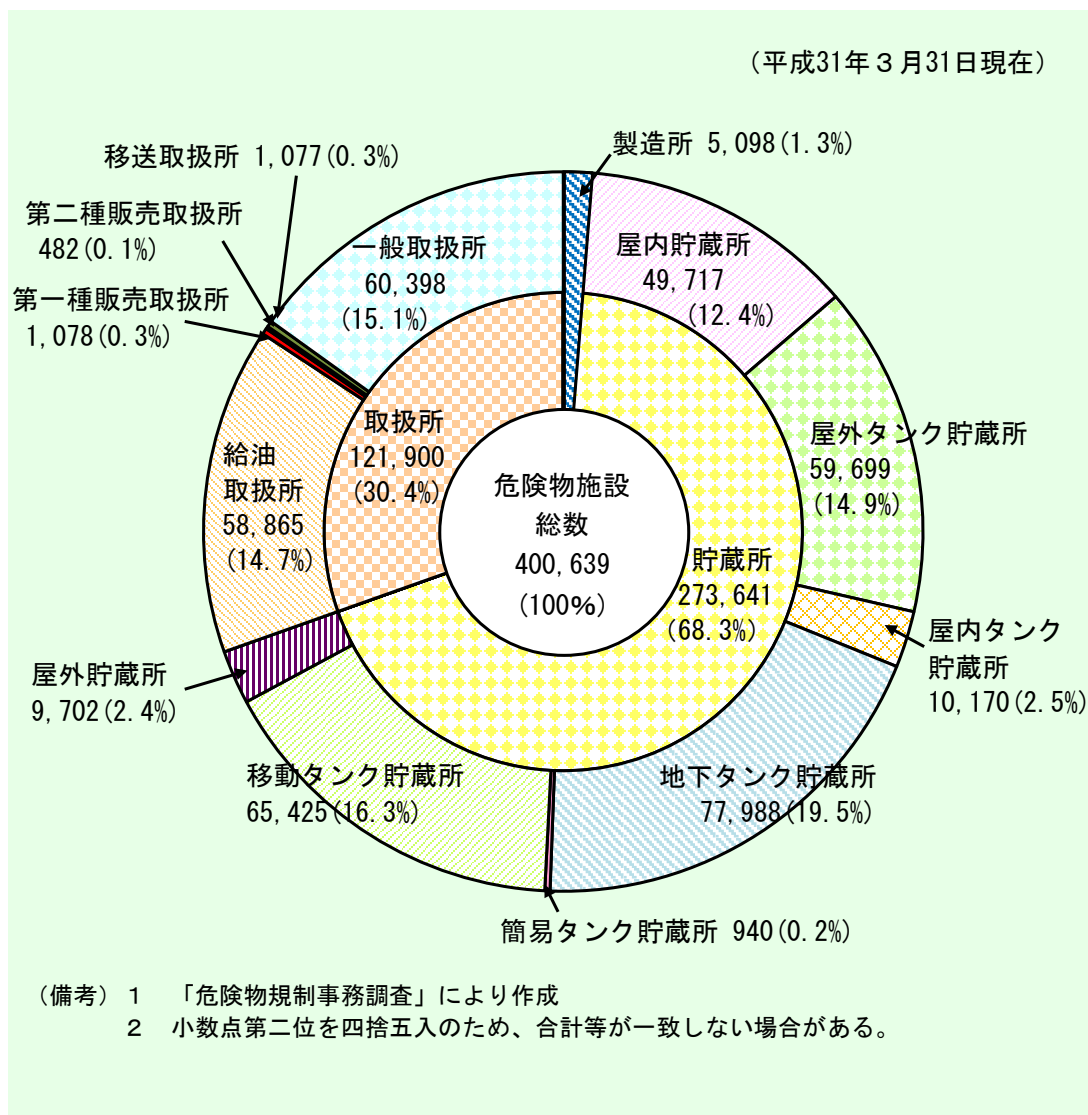 （平成31年３月31日現在）
製造所 5,098(1.3%)
移送取扱所 1,077(0.3%)
第二種販売取扱所
482(0.1%)
第一種販売取扱所
1,078(0.3%)
一般取扱所
60,398
(15.1%)
屋内貯蔵所
49,717
(12.4%)
取扱所
121,900
(30.4%)
屋外タンク貯蔵所
59,699
(14.9%)
給油
取扱所
58,865
(14.7%)
危険物施設
総数
400,639
(100%)
貯蔵所
273,641
(68.3%)
屋内タンク
貯蔵所
10,170(2.5%)
屋外貯蔵所
9,702(2.4%)
移動タンク貯蔵所
65,425(16.3%)
地下タンク貯蔵所
77,988(19.5%)
簡易タンク貯蔵所 940(0.2%)
（備考）１　「危険物規制事務調査」により作成
２　小数点第二位を四捨五入のため、合計等が一致しない場合がある。